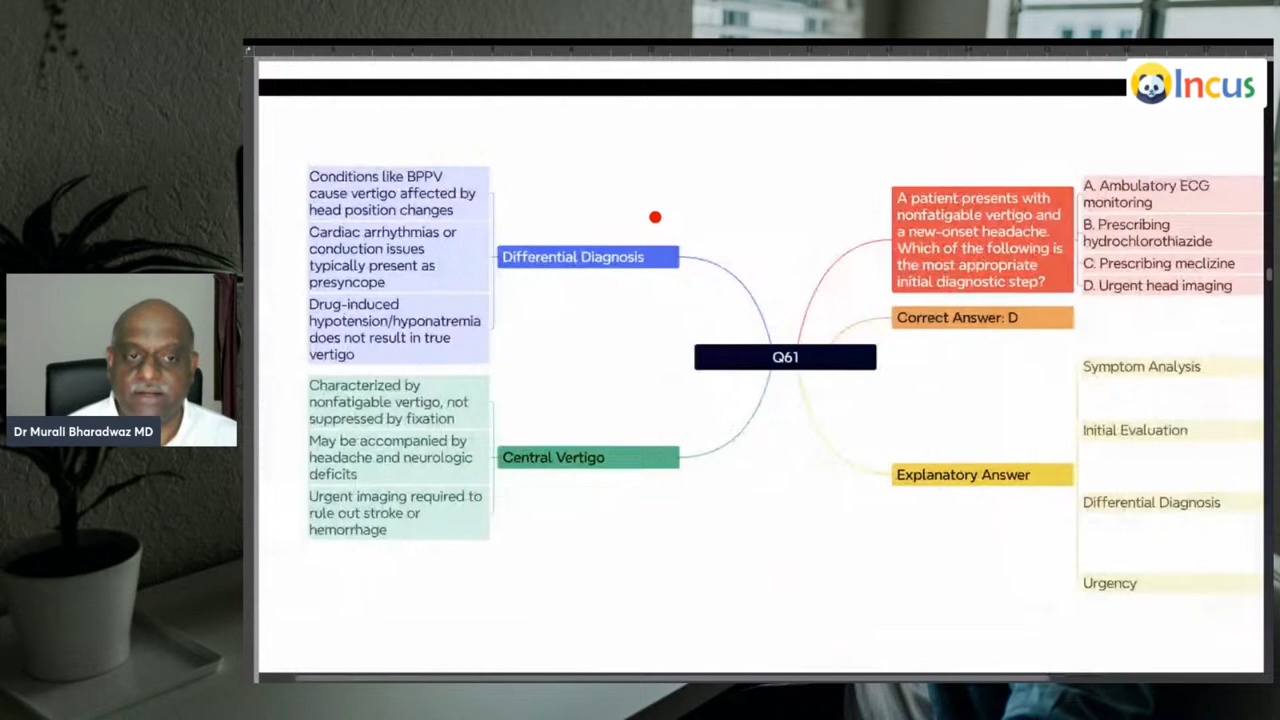 Incus
Conditions like BPPV
cause vertigo affected by
head position changes
Cardiac arrhythmias or
conduction issues
typically present as
presyncope
Drug-induced
hypotension/hyponatremia
does not result in true
vertigo
Differential Diagnosis
Characterized by
nonfatigable vertigo, not
suppressed by fixation
May be accompanied by
headache and neurologic
deficits
Urgent imaging required to
rule out stroke or
hemorrhage
Central Vertigo
Q61
A patient presents with
nonfatigable vertigo and
a new-onset headache.
Which of the following is
the most appropriate
initial diagnostic step?
A. Ambulatory ECG
monitoring
B. Prescribing
hydrochlorothiazide
C. Prescribing meclizine
D. Urgent head imaging
Correct Answer: D
Explanatory Answer
Symptom Analysis
Initial Evaluation
Differential Diagnosis
Urgency
Dr Murali Bharadwaz MD